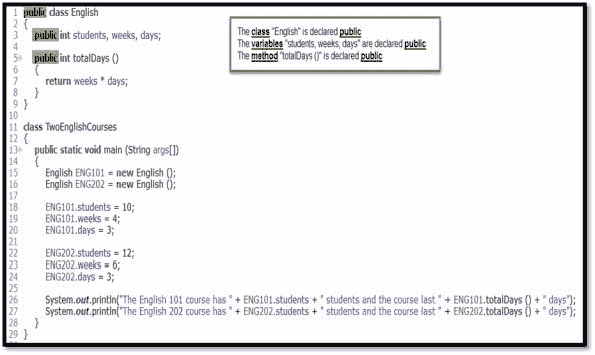 1 public class English
2 {
3 public int students, weeks, days;
4
5 public int totalDays ()
6 {
7 return weeks * days;
8 }
9 }
10
11 class TwoEnglishCourses
12 {
13 public static void main (String args[])
14 {
15 English ENG101 = new English ();
16 English ENG202 = new English ();
17
18 ENG101.students = 10;
19 ENG101.weeks = 4;
20 ENG101.days = 3;
21
22 ENG202.students = 12;
23 ENG202.weeks = 6;
24 ENG202.days = 3;
25
26 System.out.println("The English 101 course has " + ENG101.students + " students and the course last " + ENG101.totalDays () + " days");
27 System.out.println("The English 202 course has " + ENG202.students + " students and the course last " + ENG202.totalDays () + " days");
28 }
29 }
The class "English" is declared public
The variables "students, weeks, days" are declared public
The method "totalDays ()" is declared public